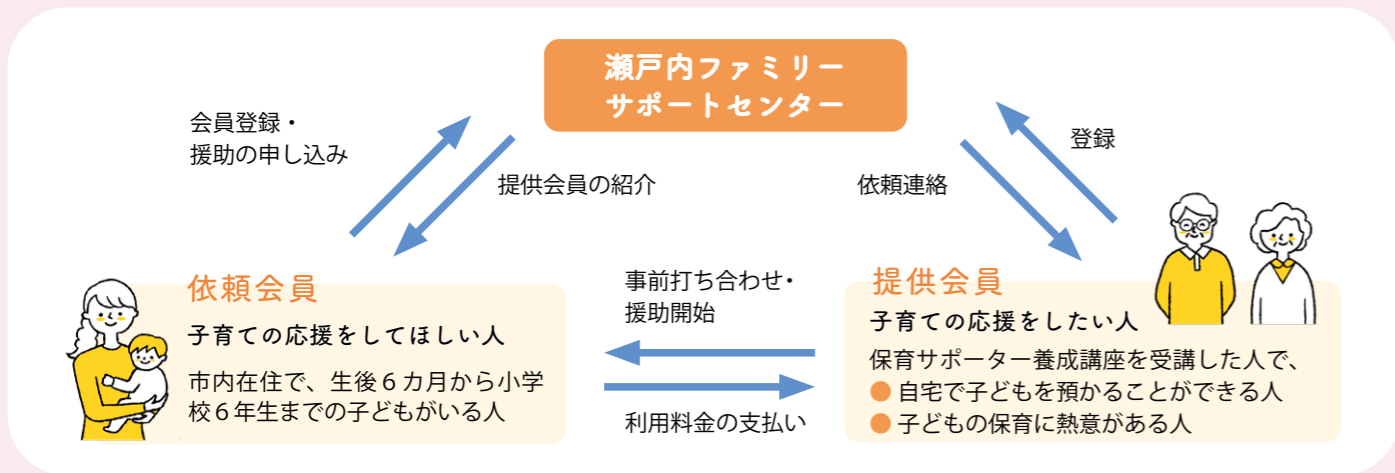 瀬戸内ファミリー
サポートセンター
会員登録・
援助の申し込み
提供会員の紹介
依頼連絡
登録
依頼会員
子育ての応援をしてほしい人
市内在住で、生後６カ月から小学
校６年生までの子どもがいる人
事前打ち合わせ・
援助開始
利用料金の支払い
提供会員
子育ての応援をしたい人
保育サポーター養成講座を受講した人で、
● 自宅で子どもを預かることができる人
● 子どもの保育に熱意がある人